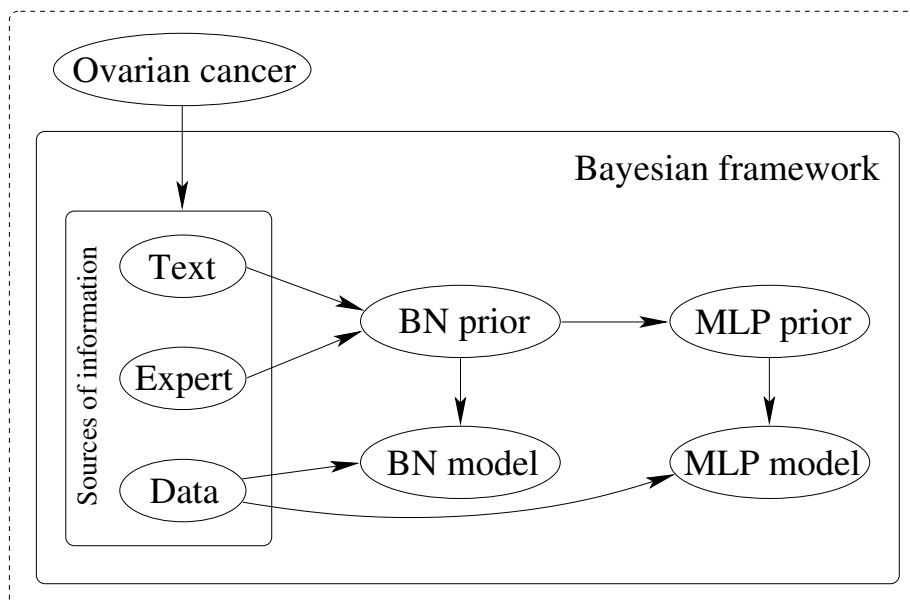 Ovarian cancer
Bayesian framework
Sources of information
Text
Expert
Data
BN prior
MLP prior
BN model
MLP model